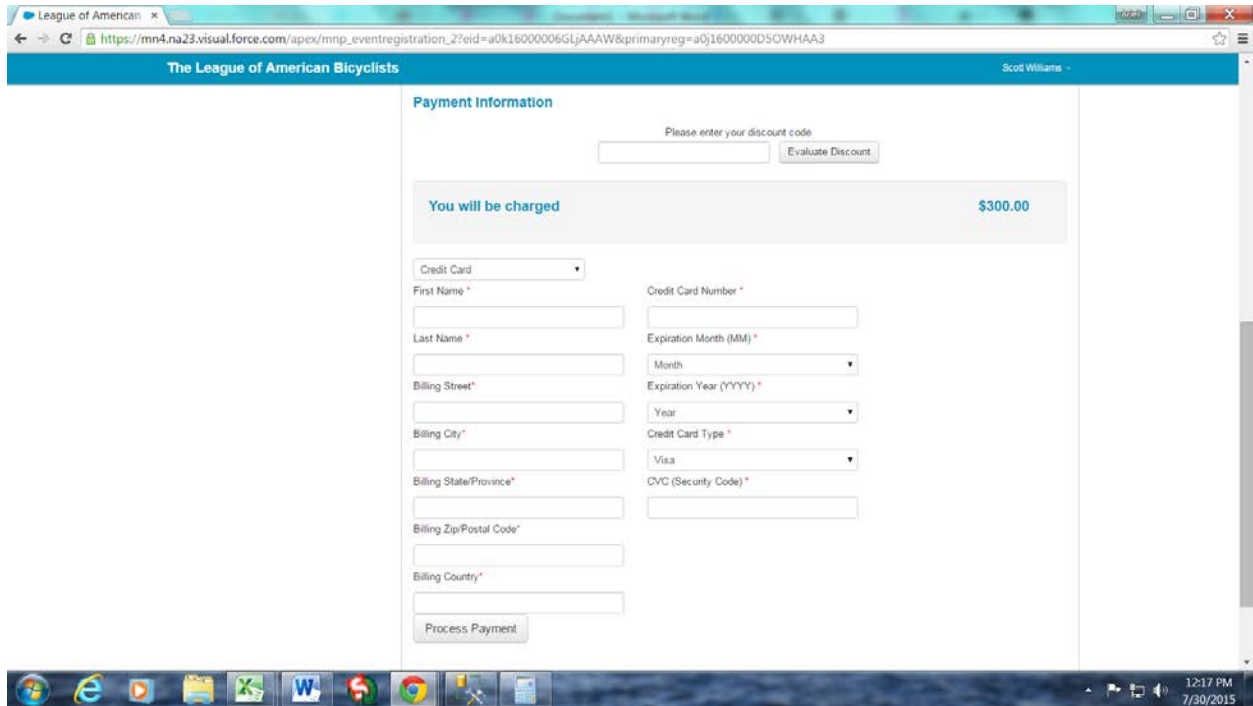 League of American
https://mn4.na23.visual.force.com/apex/mnp_eventregistration_2?eid=a0k16000006GLjAAAW&primaryreg=a0j1600000D5OWHAA3
The League of American Bicyclists
Scott Williams
Payment Information
Please enter your discount code
Evaluate Discount
You will be charged $300.00
Credit Card
First Name * Credit Card Number *
Last Name * Expiration Month (MM) *
Month
Billing Street* Expiration Year (YYYY) *
Year
Billing City* Credit Card Type *
Visa
Billing State/Province* CVC (Security Code) *
Billing Zip/Postal Code*
Billing Country*
Process Payment
12:17 PM
7/30/2015